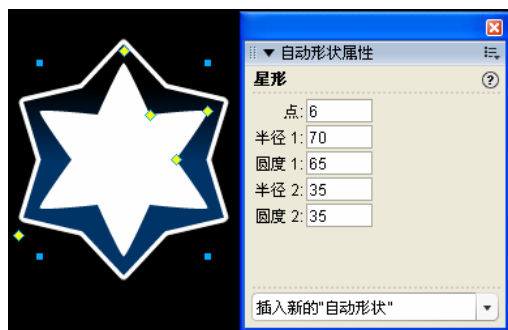 自动形状属性
星形
点: 6
半径 1: 70
圆度 1: 65
半径 2: 35
圆度 2: 35
插入新的"自动形状"